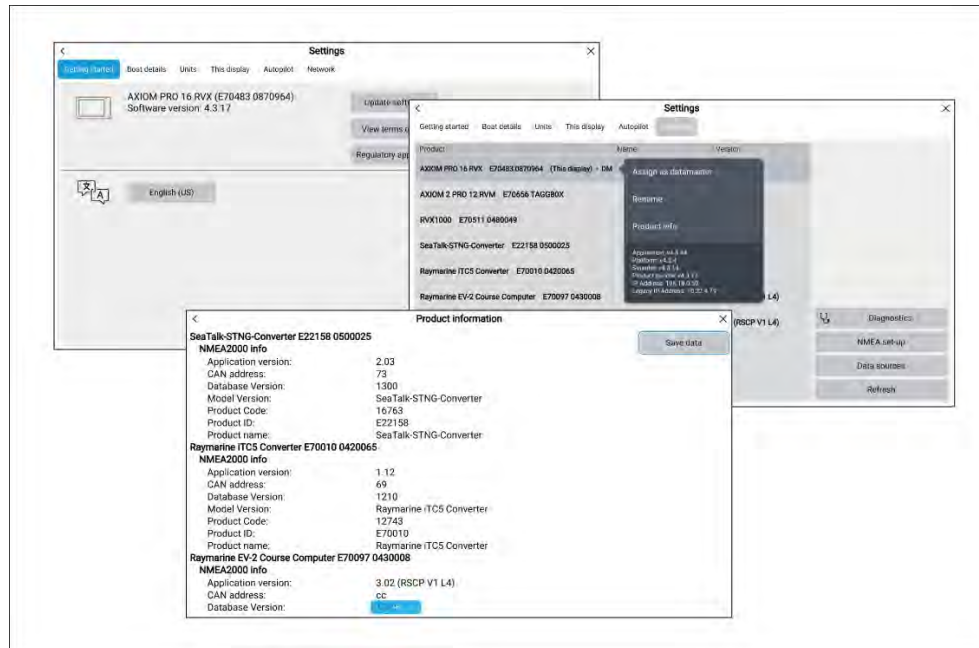 Settings
Getting started Boat details Units This display Autopilot Network
AXIOM PRO 16 RVX (E70483 0870964)
Software version: 4.3.17
Update soft
View terms o
Regulatory app
English (US)
Settings
Getting started Boat details Units This display Autopilot
Product Name Version
AXIOM PRO 16 RVX E70483 0870964 (This display) - DM
AXIOM 2 PRO 12 RVM E70656 TAGGBOX
RVX1000 E70511 0480049
SeaTalk-STNG-Converter E22158 0500025
Raymarine iTC5 Converter E70010 0420065
Raymarine EV-2 Course Computer E70097 0430008
Assign as datamaster
Rename
Product info
L4)
(RSCP V1 L4)
Diagnostics
NMEA set-up
Data sources
Refresh
Product information
Save data
SeaTalk-STNG-Converter E22158 0500025
NMEA2000 info
Application version: 2.03
CAN address: 73
Database Version: 1300
Model Version: SeaTalk-STNG-Converter
Product Code: 16763
Product ID: E22158
Product name: SeaTalk-STNG-Converter
Raymarine iTC5 Converter E70010 0420065
NMEA2000 info
Application version: 1.12
CAN address: 69
Database Version: 1210
Model Version: Raymarine iTC5 Converter
Product Code: 12743
Product ID: E70010
Product name: Raymarine iTC5 Converter
Raymarine EV-2 Course Computer E70097 0430008
NMEA2000 info
Application version: 3.02 (RSCP V1 L4)
CAN address: cc
Database Version: